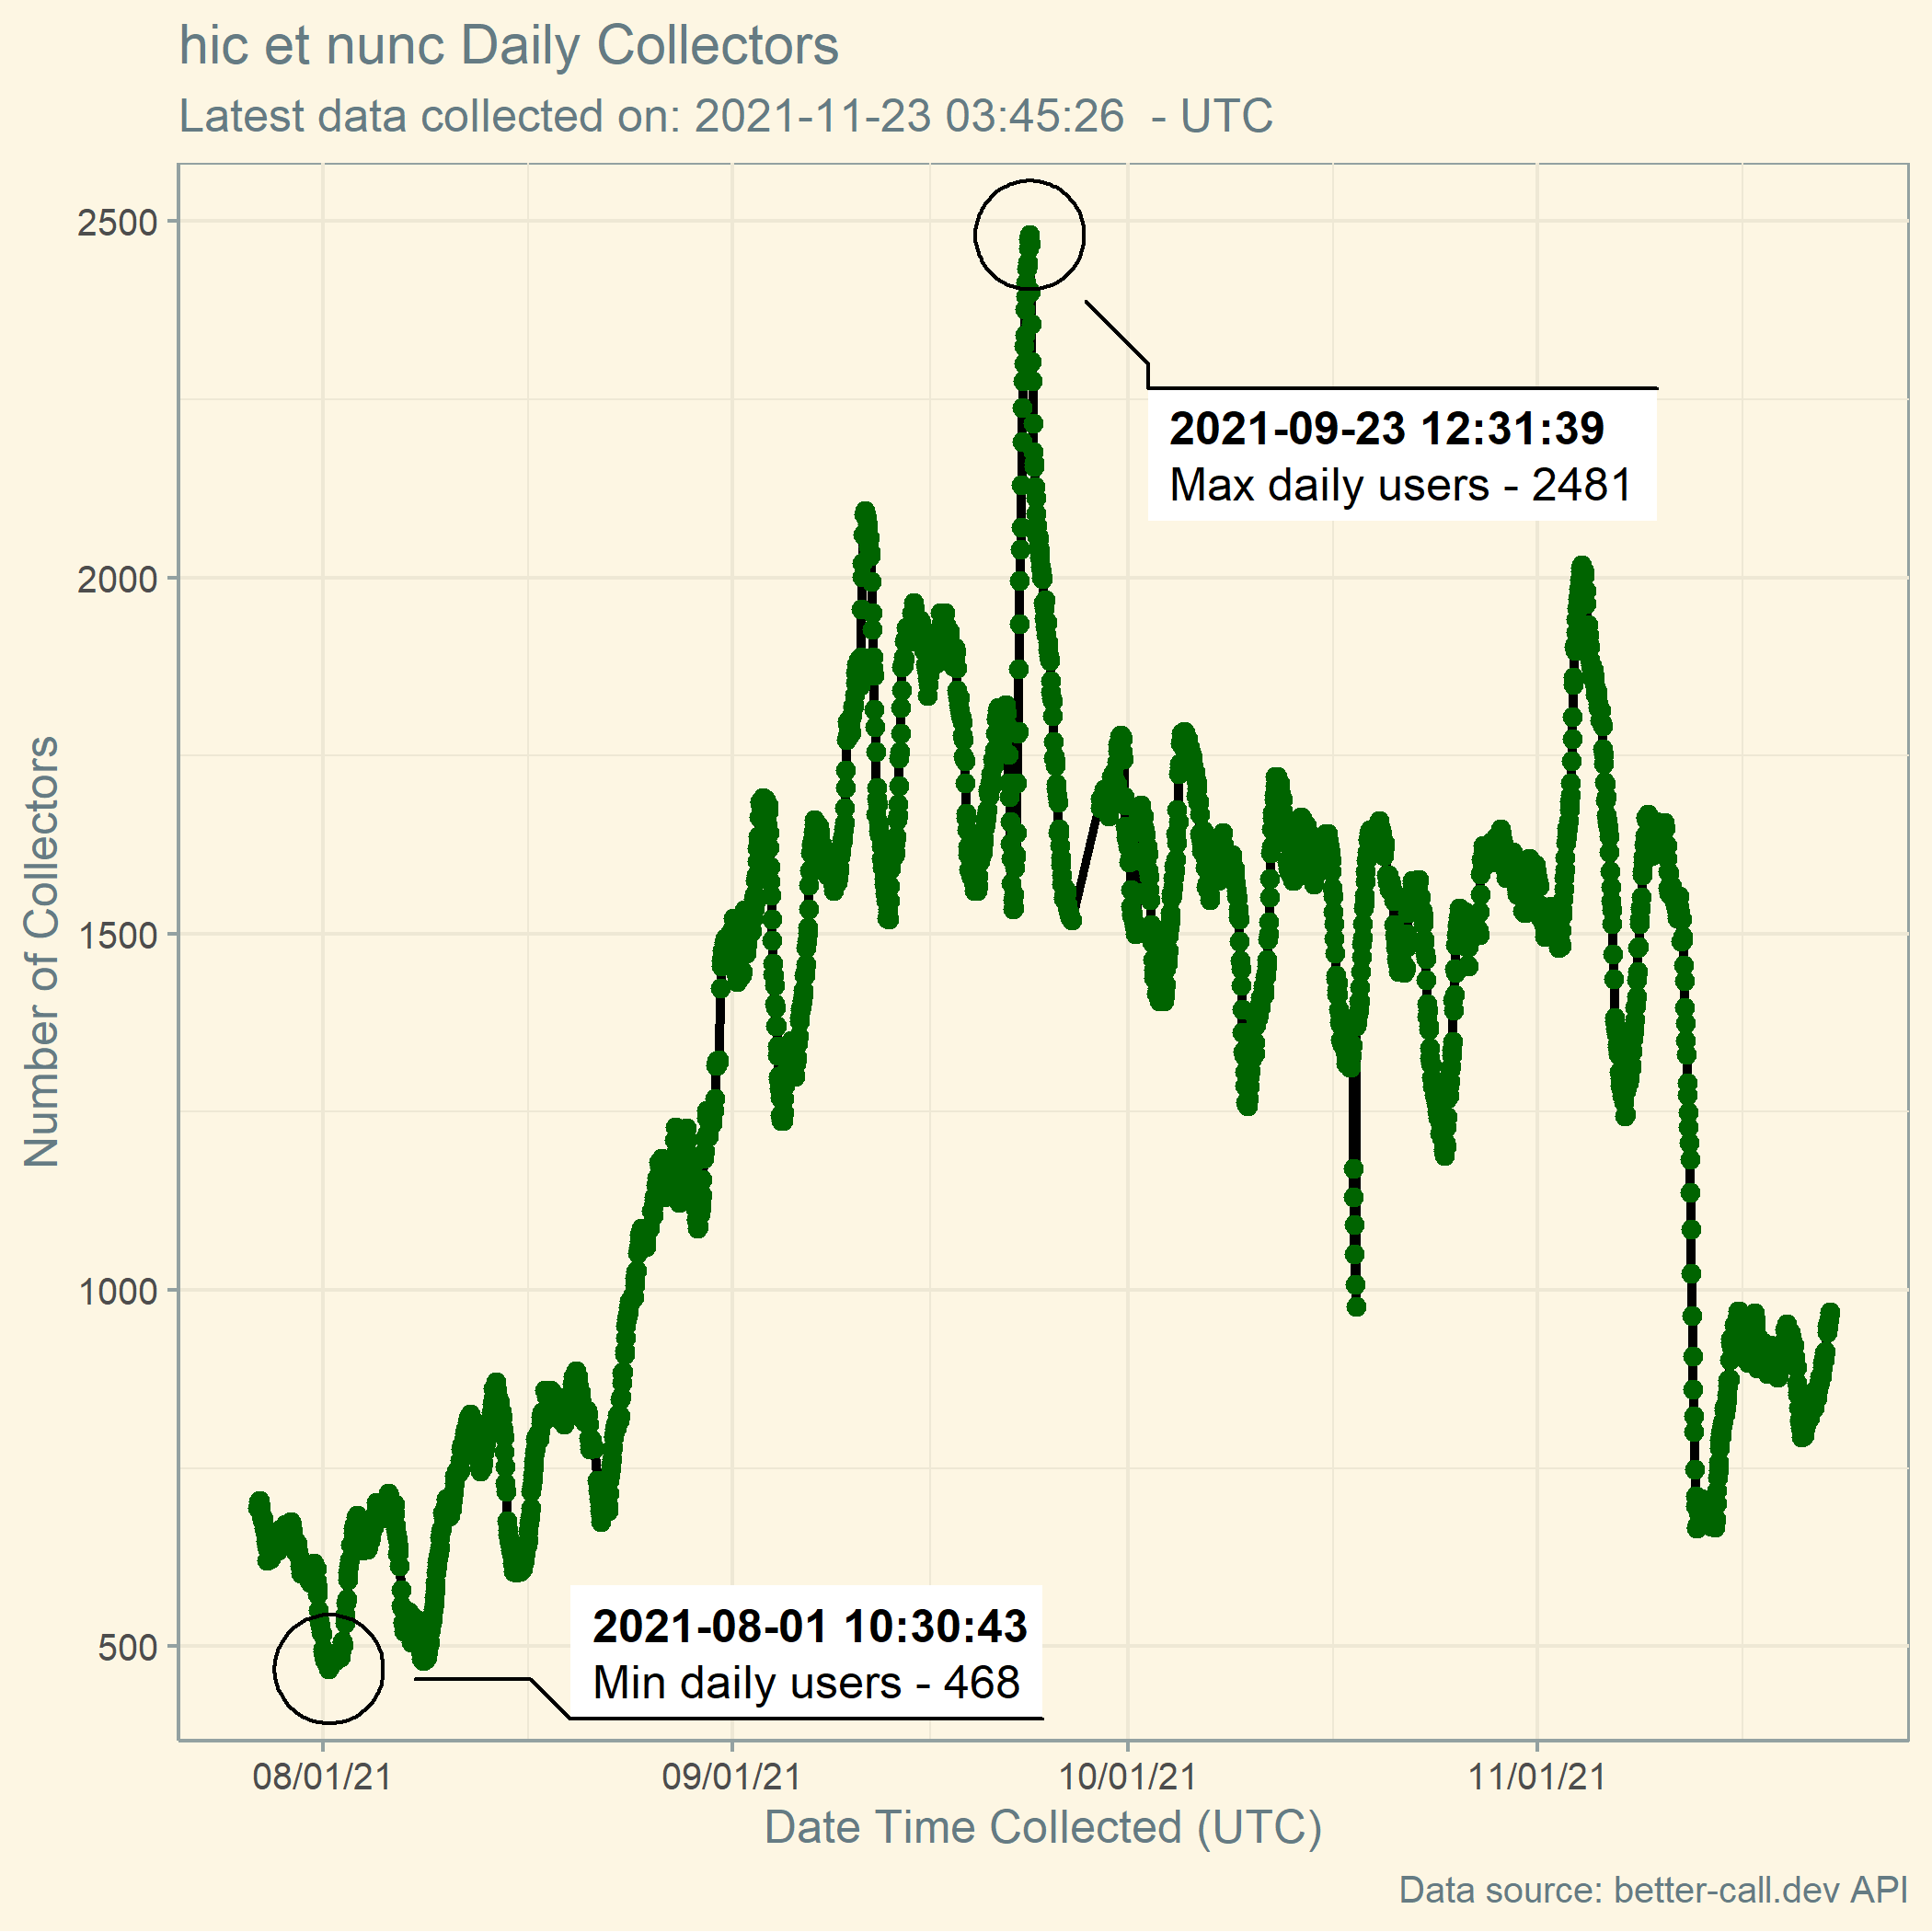 hic et nunc Daily Collectors
Latest data collected on: 2021-11-23 03:45:26  - UTC
Number of Collectors
2500
2000
1500
1000
500
2021-09-23 12:31:39
Max daily users - 2481
2021-08-01 10:30:43
Min daily users - 468
08/01/21
09/01/21
10/01/21
11/01/21
Date Time Collected (UTC)
Data source: better-call.dev API